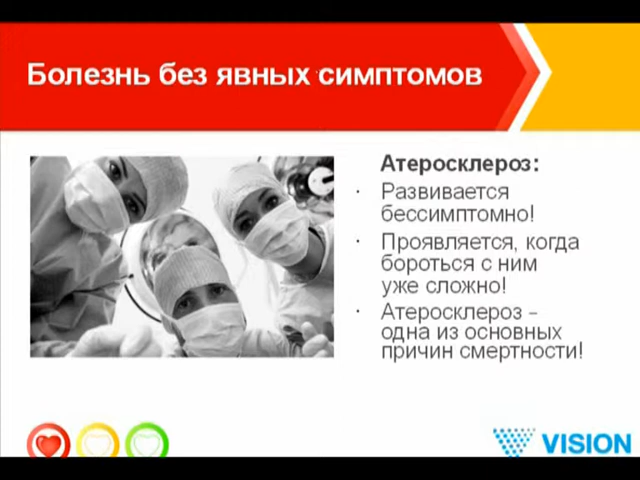 Болезнь без явных симптомов
Атеросклероз:
· Развивается
бессимптомно!
· Проявляется, когда
бороться с ним
уже сложно!
· Атеросклероз –
одна из основных
причин смертности!
VISION